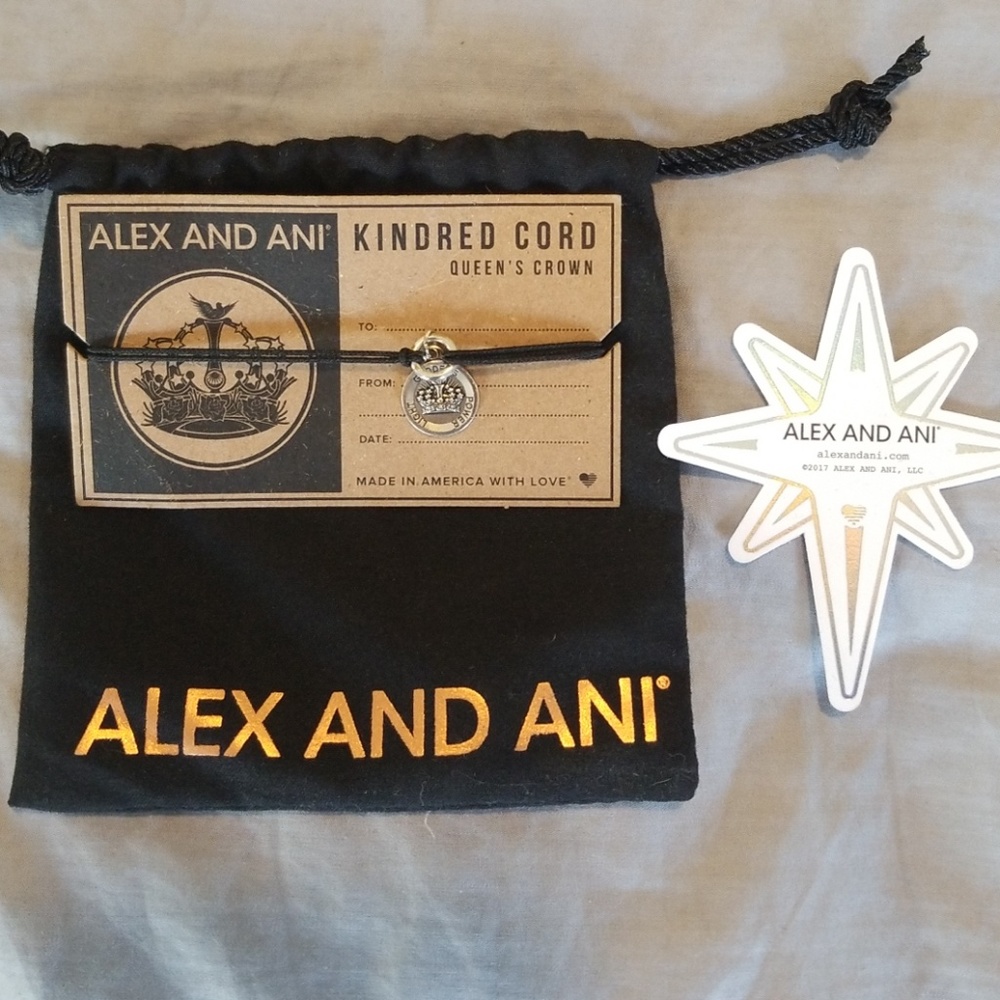 ALEX AND ANI®
KINDRED CORD
QUEEN'S CROWN
TO:
FROM:
DATE:
MADE IN AMERICA WITH LOVE®
POWER
LIGHT
ALEX AND ANI®
alexandani.com
©2017 ALEX AND ANI, LLC
ALEX AND ANI®